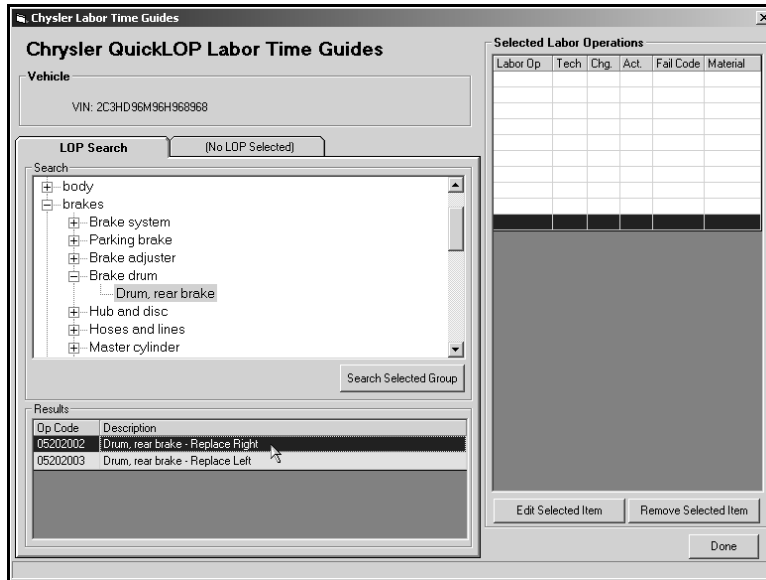 Chysler Labor Time Guides
Chrysler QuickLOP Labor Time Guides
Vehicle
VIN: 2C3HD96M96H968968
LOP Search
(No LOP Selected)
Search
body
brakes
Brake system
Parking brake
Brake adjuster
Brake drum
Drum, rear brake
Hub and disc
Hoses and lines
Master cylinder
Search Selected Group
Results
Op Code Description
05202002 Drum, rear brake - Replace Right
05202003 Drum, rear brake - Replace Left
Selected Labor Operations
Labor Op Tech Chg. Act. Fail Code Material
Edit Selected Item
Remove Selected Item
Done